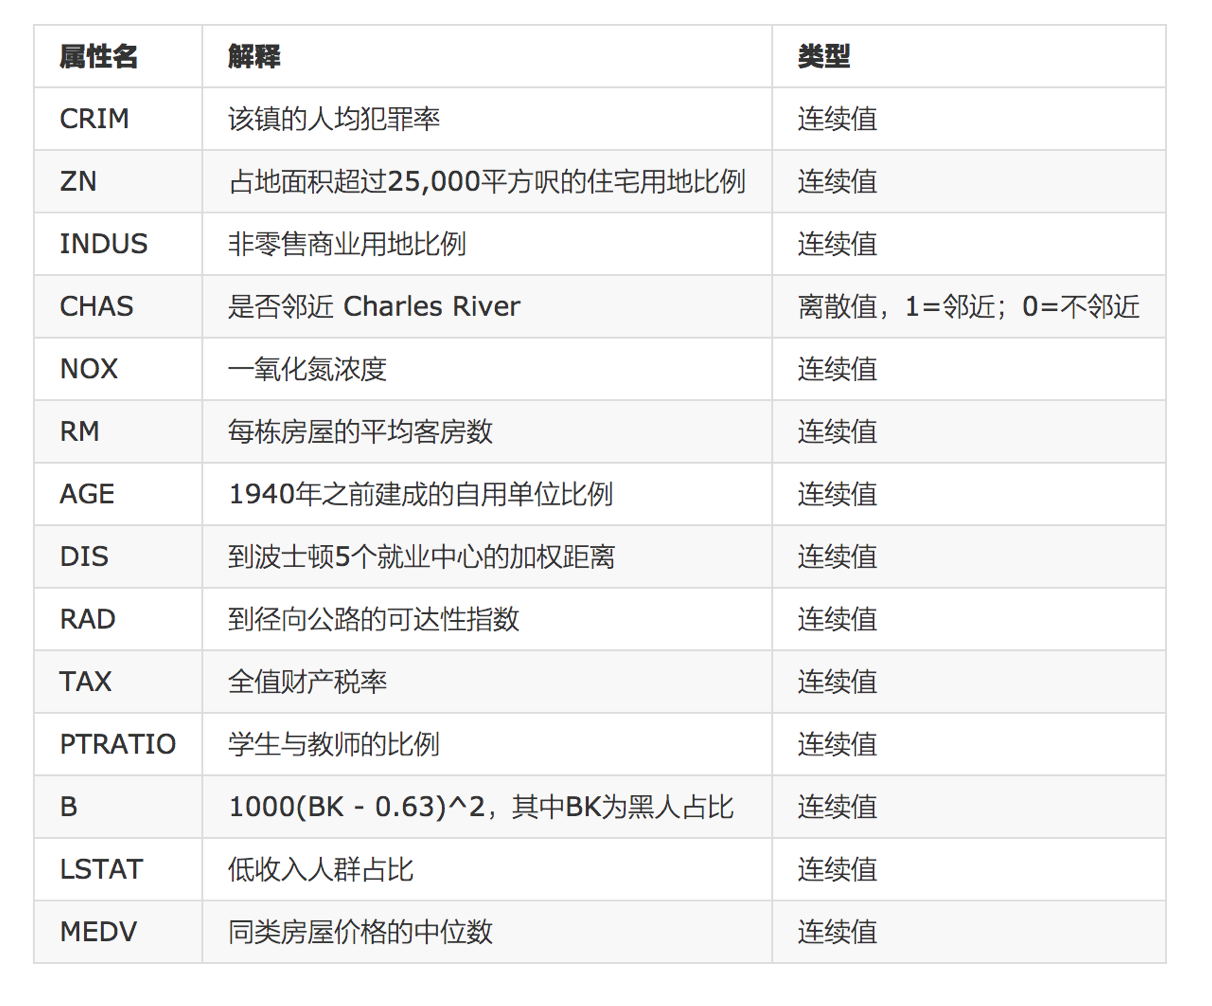 属性名 解释 类型
CRIM 该镇的人均犯罪率 连续值
ZN 占地面积超过25,000平方呎的住宅用地比例 连续值
INDUS 非零售商业用地比例 连续值
CHAS 是否邻近 Charles River 离散值，1=邻近；0=不邻近
NOX 一氧化氮浓度 连续值
RM 每栋房屋的平均客房数 连续值
AGE 1940年之前建成的自用单位比例 连续值
DIS 到波士顿5个就业中心的加权距离 连续值
RAD 到径向公路的可达性指数 连续值
TAX 全值财产税率 连续值
PTRATIO 学生与教师的比例 连续值
B 1000(BK - 0.63)^2，其中BK为黑人占比 连续值
LSTAT 低收入人群占比 连续值
MEDV 同类房屋价格的中位数 连续值